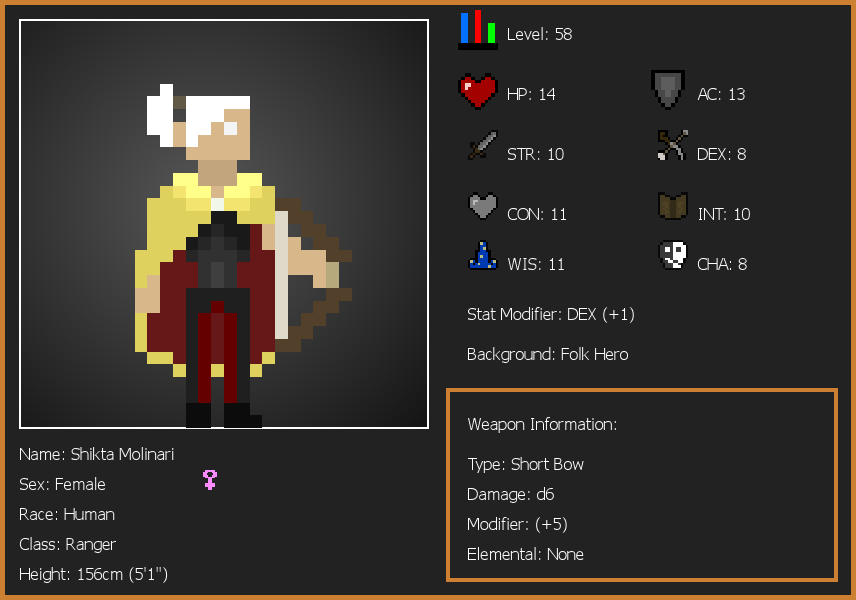 Level: 58
HP: 14
AC: 13
STR: 10
DEX: 8
CON: 11
INT: 10
WIS: 11
CHA: 8
Stat Modifier: DEX (+1)
Background: Folk Hero
Weapon Information:
Type: Short Bow
Damage: d6
Modifier: (+5)
Elemental: None
Name: Shikta Molinari
Sex: Female
Race: Human
Class: Ranger
Height: 156cm (5'1")